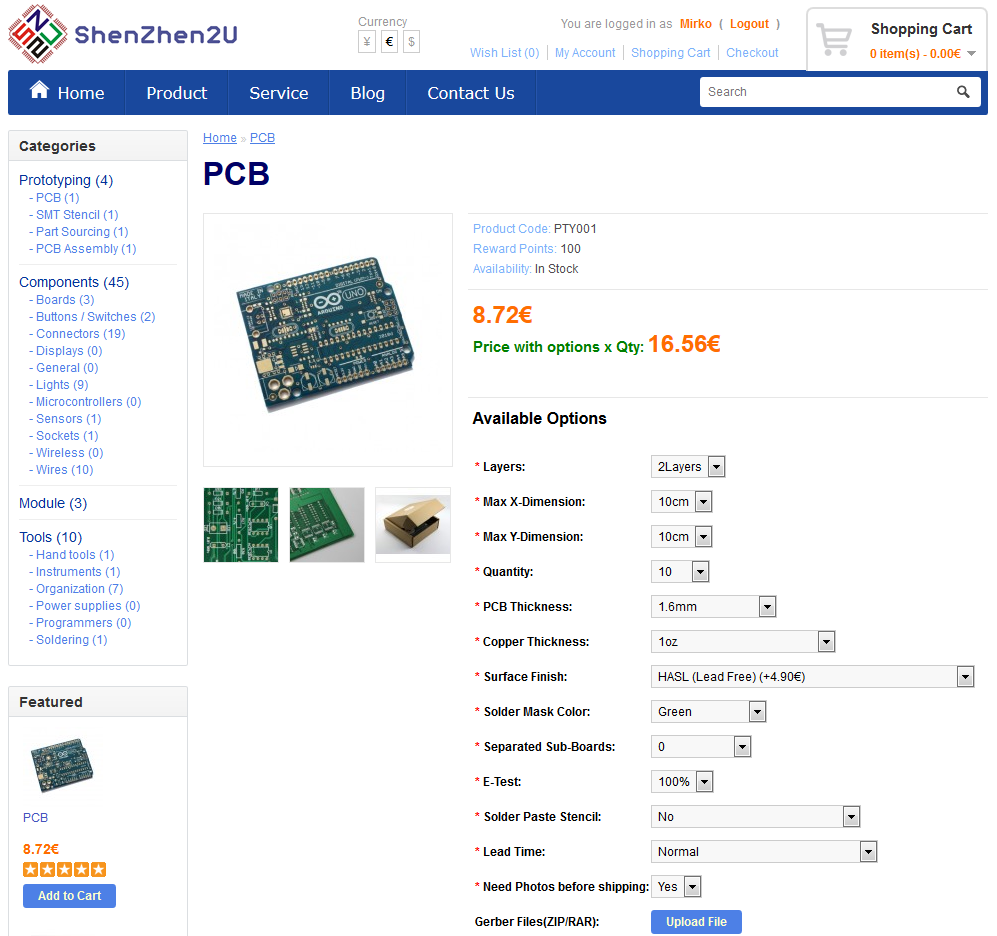 ShenZhen2U
Currency
¥ € $
You are logged in as Mirko ( Logout )
Wish List (0) My Account Shopping Cart Checkout
Shopping Cart
0 item(s) - 0.00€
Home Product Service Blog Contact Us
Search
Categories
Prototyping (4)
- PCB (1)
- SMT Stencil (1)
- Part Sourcing (1)
- PCB Assembly (1)
Components (45)
- Boards (3)
- Buttons / Switches (2)
- Connectors (19)
- Displays (0)
- General (0)
- Lights (9)
- Microcontrollers (0)
- Sensors (1)
- Sockets (1)
- Wireless (0)
- Wires (10)
Module (3)
Tools (10)
- Hand tools (1)
- Instruments (1)
- Organization (7)
- Power supplies (0)
- Programmers (0)
- Soldering (1)
Featured
PCB
8.72€
Add to Cart
Home » PCB
PCB
MADE IN
ITALY
UNO
ARDUINO
Product Code: PTY001
Reward Points: 100
Availability: In Stock
8.72€
Price with options x Qty: 16.56€
Available Options
* Layers: 2Layers
* Max X-Dimension: 10cm
* Max Y-Dimension: 10cm
* Quantity: 10
* PCB Thickness: 1.6mm
* Copper Thickness: 1oz
* Surface Finish: HASL (Lead Free) (+4.90€)
* Solder Mask Color: Green
* Separated Sub-Boards: 0
* E-Test: 100%
* Solder Paste Stencil: No
* Lead Time: Normal
* Need Photos before shipping: Yes
Gerber Files(ZIP/RAR): Upload File